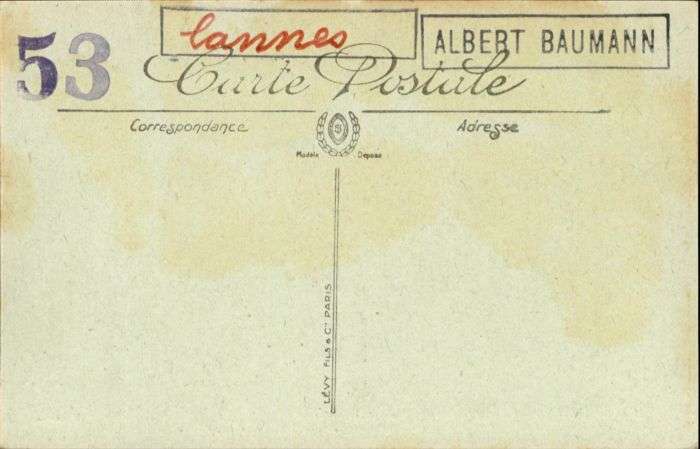 53
Cannes
ALBERT BAUMANN
Carte Postale
Correspondance
Adresse
Modèle Déposé
LÉVY FILS & Cie PARIS